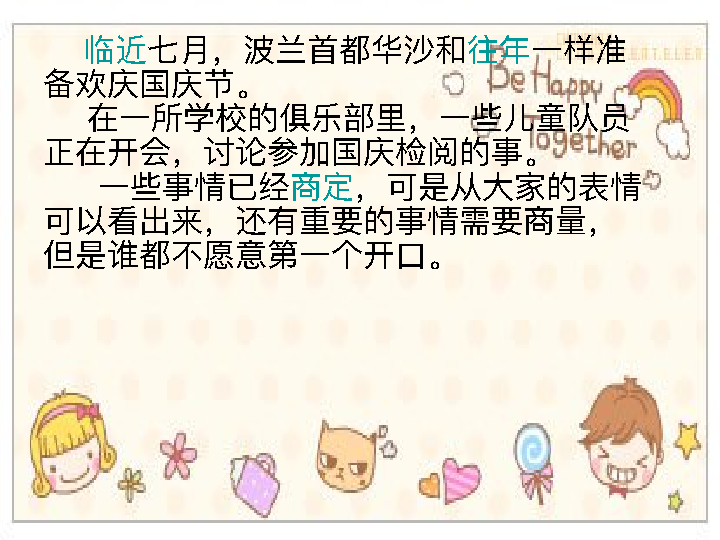 临近七月，波兰首都华沙和往年一样准
备欢庆国庆节。
在一所学校的俱乐部里，一些儿童队员
正在开会，讨论参加国庆检阅的事。
一些事情已经商定，可是从大家的表情
可以看出来，还有重要的事情需要商量，
但是谁都不愿意第一个开口。
Be Happy
Together